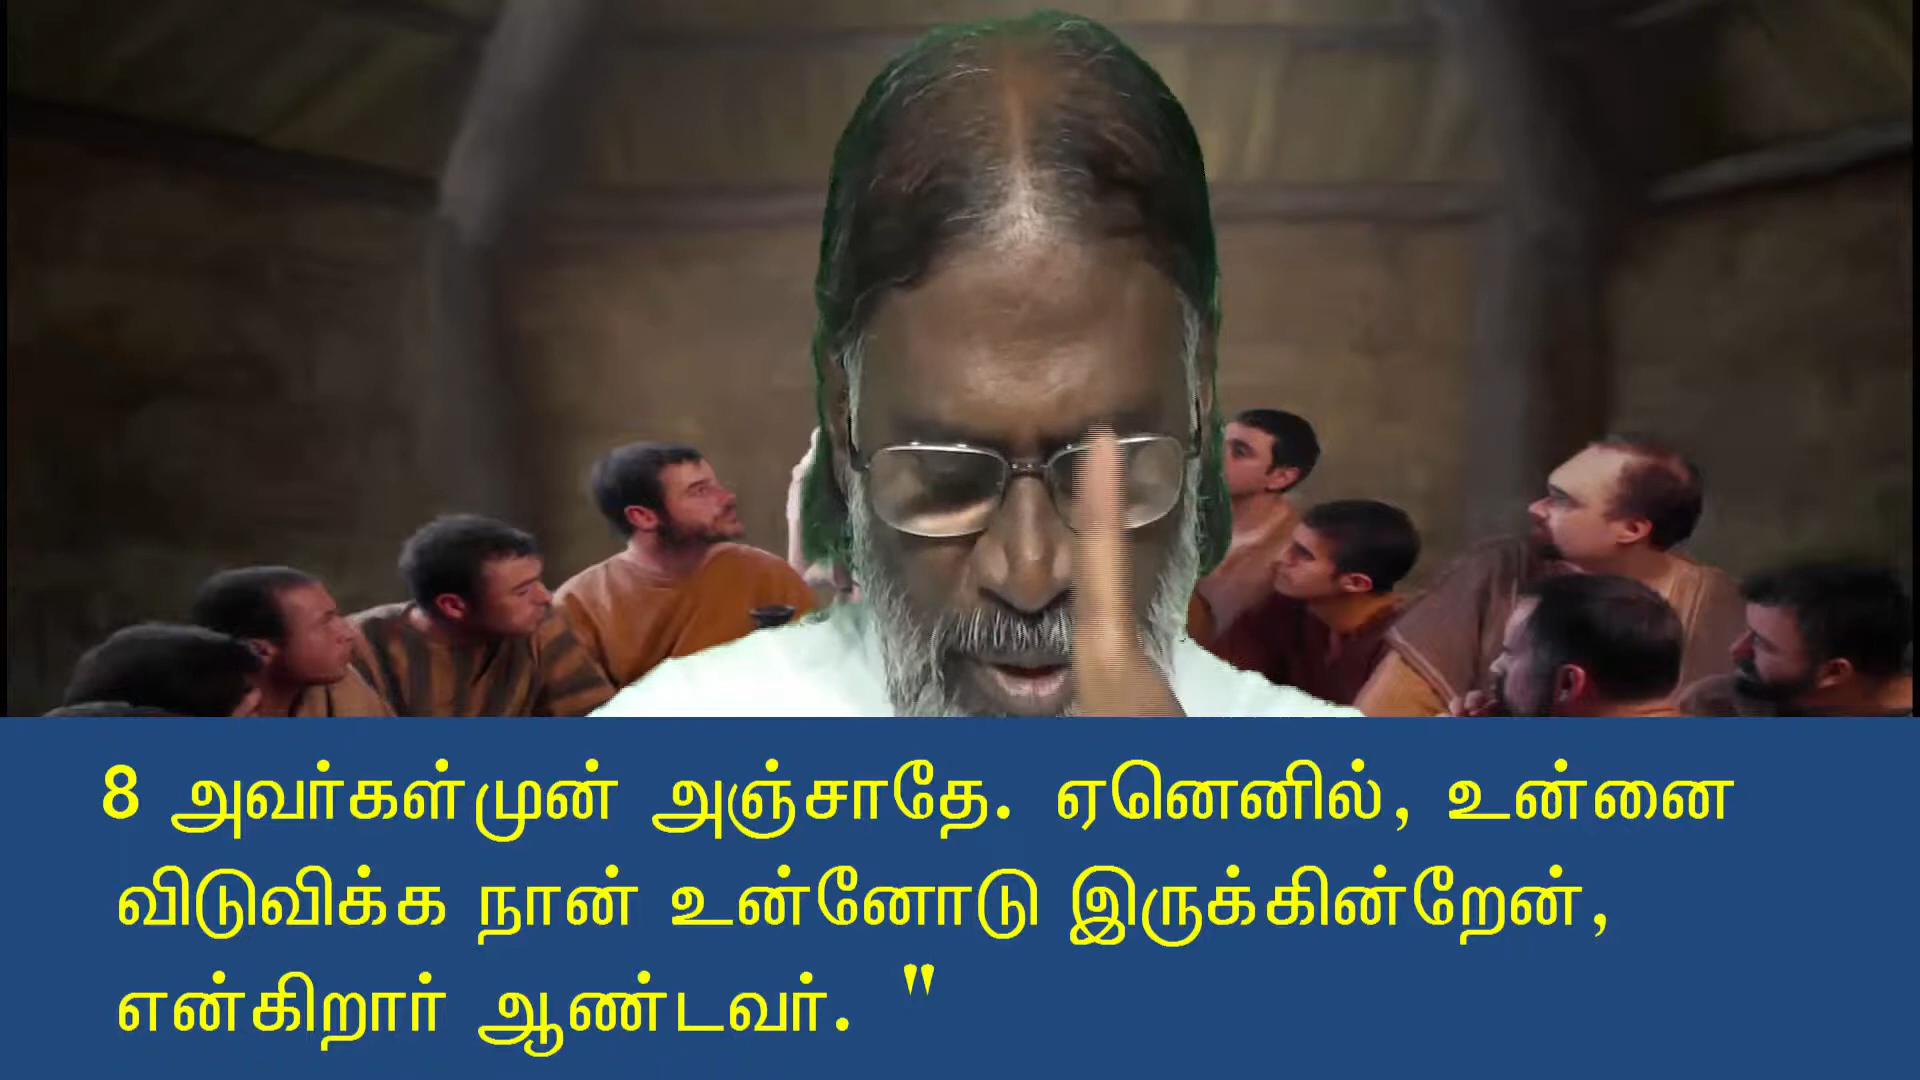 8 அவர்கள்முன் அஞ்சாதே. ஏனெனில், உன்னை
விடுவிக்க நான் உன்னோடு இருக்கின்றேன்,
என்கிறார் ஆண்டவர். "